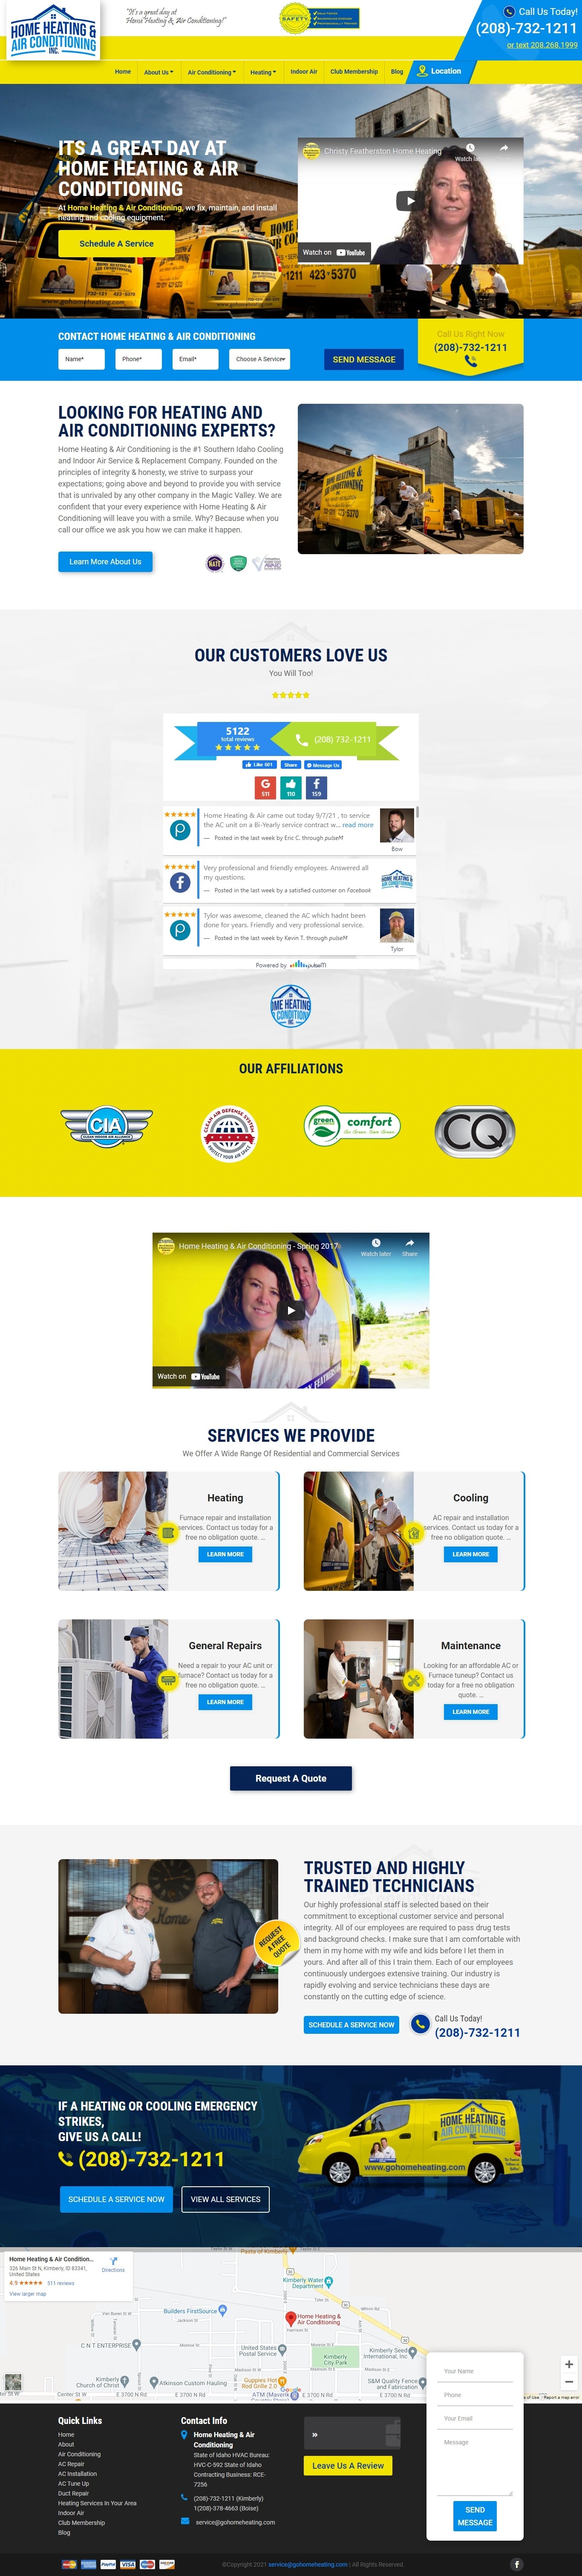 HOME HEATING &
AIR CONDITIONING
INC.
"It's a great day at
Home Heating & Air Conditioning!"
SAFETY
Call Us Today!
(208)-732-1211
or text 208.268.1999
Home
About Us
Air Conditioning
Heating
Indoor Air
Club Membership
Blog
Location
ITS A GREAT DAY AT
HOME HEATING & AIR
CONDITIONING
At Home Heating & Air Conditioning, we fix, maintain, and install
heating and cooling equipment.
Schedule A Service
Christy Featherston Home Heating
Watch on YouTube
www.gohomeheating.com
CONTACT HOME HEATING & AIR CONDITIONING
Name*
Phone*
Email*
Choose A Service
SEND MESSAGE
Call Us Right Now
(208)-732-1211
LOOKING FOR HEATING AND
AIR CONDITIONING EXPERTS?
Home Heating & Air Conditioning is the #1 Southern Idaho Cooling
and Indoor Air Service & Replacement Company. Founded on the
principles of integrity & honesty, we strive to surpass your
expectations; going above and beyond to provide you with service
that is unrivaled by any other company in the Magic Valley. We are
confident that your every experience with Home Heating & Air
Conditioning will leave you with a smile. Why? Because when you
call our office we ask you how we can make it happen.
Learn More About Us
NATE
OUR CUSTOMERS LOVE US
You Will Too!
5122
total reviews
(208) 732-1211
Like 601
Share
Message Us
511
110
159
Home Heating & Air came out today 9/7/21 , to service
the AC unit on a Bi-Yearly service contract w... read more
— Posted in the last week by Eric C. through pulseM
Bow
Very professional and friendly employees. Answered all
my questions.
— Posted in the last week by a satisfied customer on Facebook
Tylor was awesome, cleaned the AC which hadnt been
done for years. Friendly and very professional service.
— Posted in the last week by Kevin T. through pulseM
Tylor
Powered by pulseM
OUR AFFILIATIONS
CIA
CLEAN INDOOR AIR ALLIANCE
CLEAN AIR DEFENSE SYSTEM
PROTECT YOUR AIR SPACE
green comfort
CQ
Home Heating & Air Conditioning - Spring 2017
Watch later
Share
Watch on YouTube
SERVICES WE PROVIDE
We Offer A Wide Range Of Residential and Commercial Services
Heating
Furnace repair and installation
services. Contact us today for a
free no obligation quote. ...
LEARN MORE
Cooling
AC repair and installation
services. Contact us today for a
free no obligation quote. ...
LEARN MORE
General Repairs
Need a repair to your AC unit or
furnace? Contact us today for a
free no obligation quote. ...
LEARN MORE
Maintenance
Looking for an affordable AC or
Furnace tuneup? Contact us
today for a free no obligation
quote. ...
LEARN MORE
Request A Quote
REQUEST
A FREE
QUOTE
TRUSTED AND HIGHLY
TRAINED TECHNICIANS
Our highly professional staff is selected based on their
commitment to exceptional customer service and personal
integrity. All of our employees are required to pass drug tests
and background checks. I make sure that I am comfortable with
them in my home with my wife and kids before I let them in
yours. And after all of this I train them. Each of our employees
continuously undergoes extensive training. Our industry is
rapidly evolving and service technicians these days are
constantly on the cutting edge of science.
SCHEDULE A SERVICE NOW
Call Us Today!
(208)-732-1211
IF A HEATING OR COOLING EMERGENCY
STRIKES,
GIVE US A CALL!
(208)-732-1211
SCHEDULE A SERVICE NOW
VIEW ALL SERVICES
HOME HEATING &
AIR CONDITIONING
www.gohomeheating.com
Home Heating & Air Condition...
326 Main St N, Kimberly, ID 83341,
United States
4.9 511 reviews
View larger map
Directions
Pasta of Kimberly
Kimberly Water
Department
Builders FirstSource
Home Heating &
Air Conditioning
C N T ENTERPRISE
United States
Postal Service
Kimberly
City Park
Kimberly Seed
International, Inc
Kimberly
Church of Christ
Atkinson Custom Hauling
Guppies Hot
Rod Grille 2.0
S&M Quality Fence
and Fabrication
Center St W
E 3700 N Rd
E 3700 N Rd
ATM (Maverik)
E 3700 N Rd
E 3700 N Rd
Google
Report a map error
Your Name
Phone
Your Email
Message
SEND
MESSAGE
Quick Links
Home
About
Air Conditioning
AC Repair
AC Installation
AC Tune Up
Duct Repair
Heating Services In Your Area
Indoor Air
Club Membership
Blog
Contact Info
Home Heating & Air
Conditioning
State of Idaho HVAC Bureau:
HVC-C-592 State of Idaho
Contracting Business: RCE-
7256
(208)-732-1211 (Kimberly)
1(208)-378-4663 (Boise)
service@gohomeheating.com
Leave Us A Review
PayPal
VISA
©Copyright 2021 service@gohomeheating.com | All Rights Reserved.